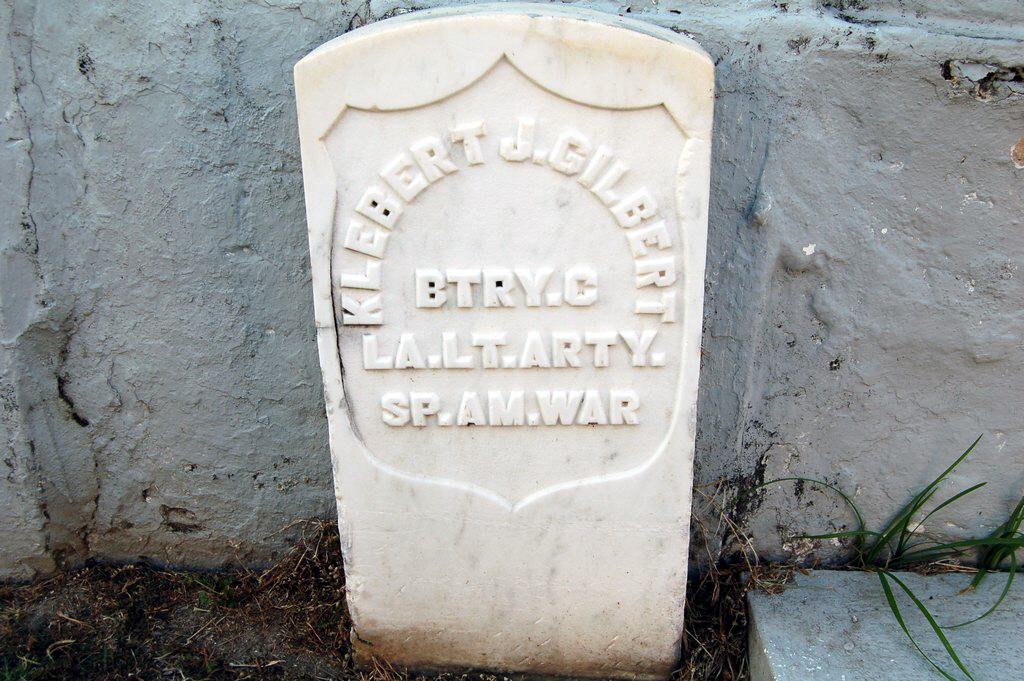 KLEBERT J. GILBERT
BTRY. C
LA. LT. ARTY.
SP. AM. WAR